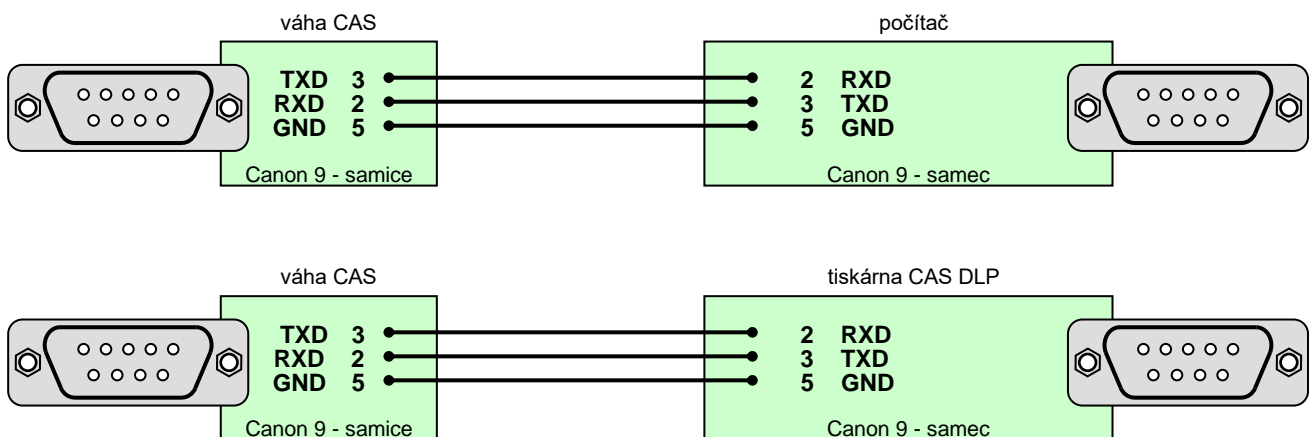 váha CAS počítač
TXD 3 2 RXD
RXD 2 3 TXD
GND 5 5 GND
Canon 9 - samice Canon 9 - samec
váha CAS tiskárna CAS DLP
TXD 3 2 RXD
RXD 2 3 TXD
GND 5 5 GND
Canon 9 - samice Canon 9 - samec